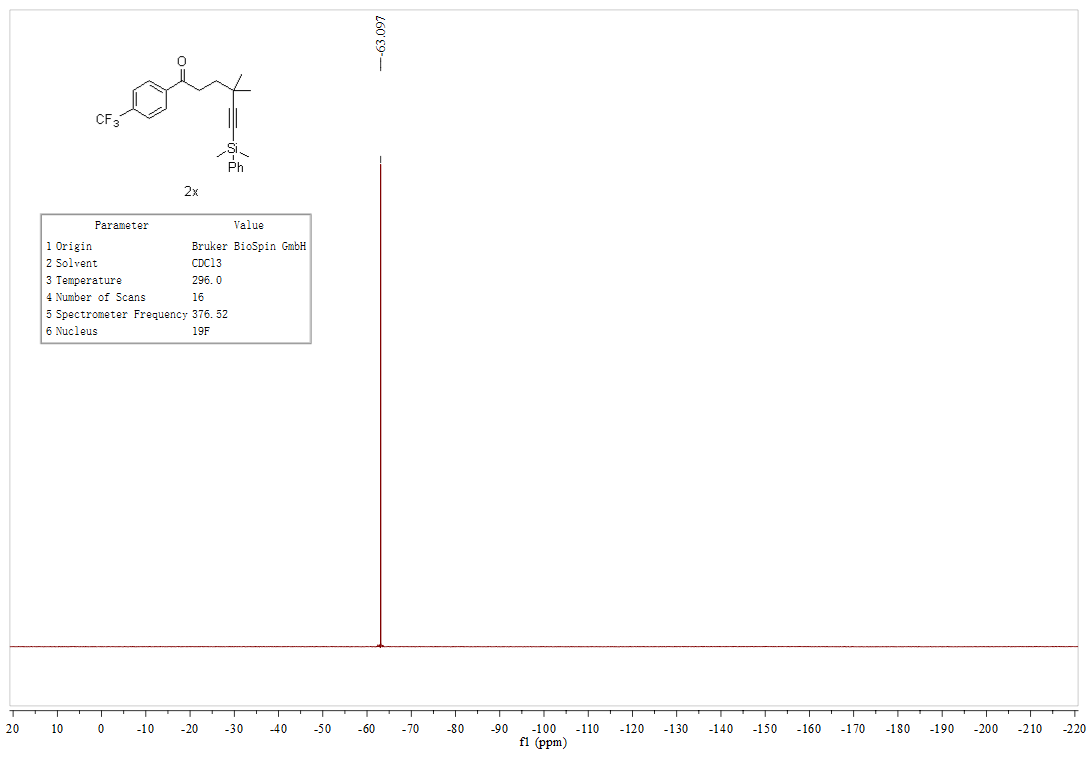 -63.097
O
CF3
Si
Ph
2x
Parameter Value
1 Origin Bruker BioSpin GmbH
2 Solvent CDCl3
3 Temperature 296.0
4 Number of Scans 16
5 Spectrometer Frequency 376.52
6 Nucleus 19F
20 10 0 -10 -20 -30 -40 -50 -60 -70 -80 -90 -100 -110 -120 -130 -140 -150 -160 -170 -180 -190 -200 -210 -220
f1 (ppm)